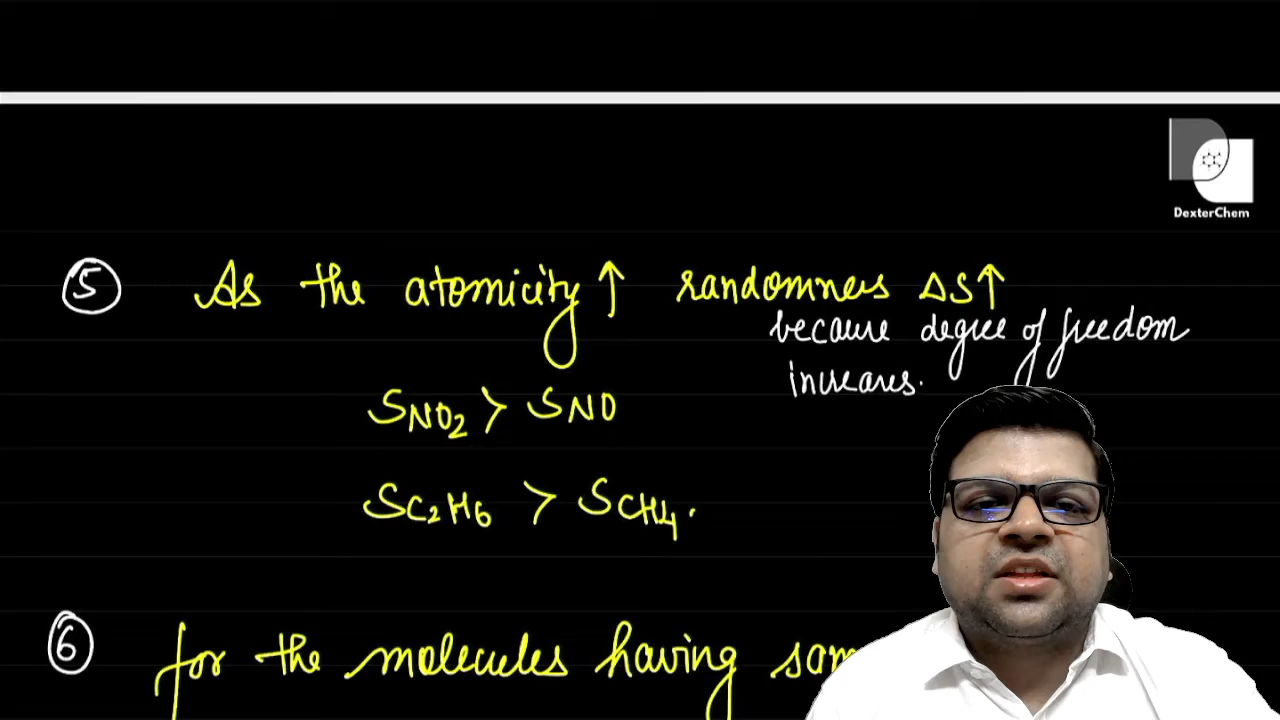 DexterChem
5 As the atomicity ↑ randomness ΔS↑
because degree of freedom
increases.
SNO₂ > SNO
SC₂H₆ > SCH₄.
6 for the molecules having